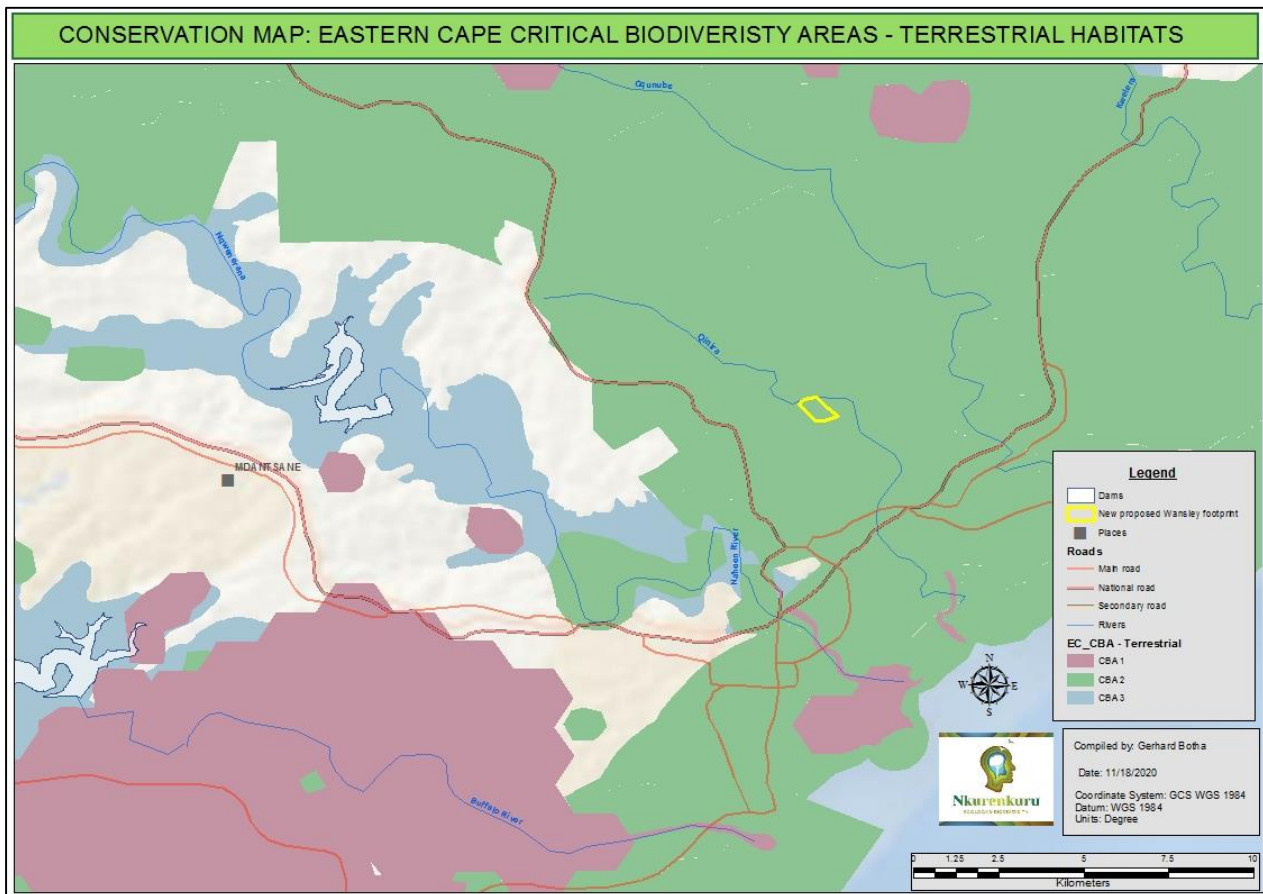 CONSERVATION MAP: EASTERN CAPE CRITICAL BIODIVERISTY AREAS - TERRESTRIAL HABITATS
Gqunube
Kwelera
Nqwenerana
Qinira
MDANTSANE
Nahoon River
Buffalo River
Legend
Dams
New proposed Wansley footprint
Places
Roads
Main road
National road
Secondary road
Rivers
EC_CBA - Terrestrial
CBA 1
CBA 2
CBA 3
N
W E
S
Nkurenkuru
Compiled by: Gerhard Botha
Date: 11/18/2020
Coordinate System: GCS WGS 1984
Datum: WGS 1984
Units: Degree
0 1.25 2.5 5 7.5 10
Kilometers